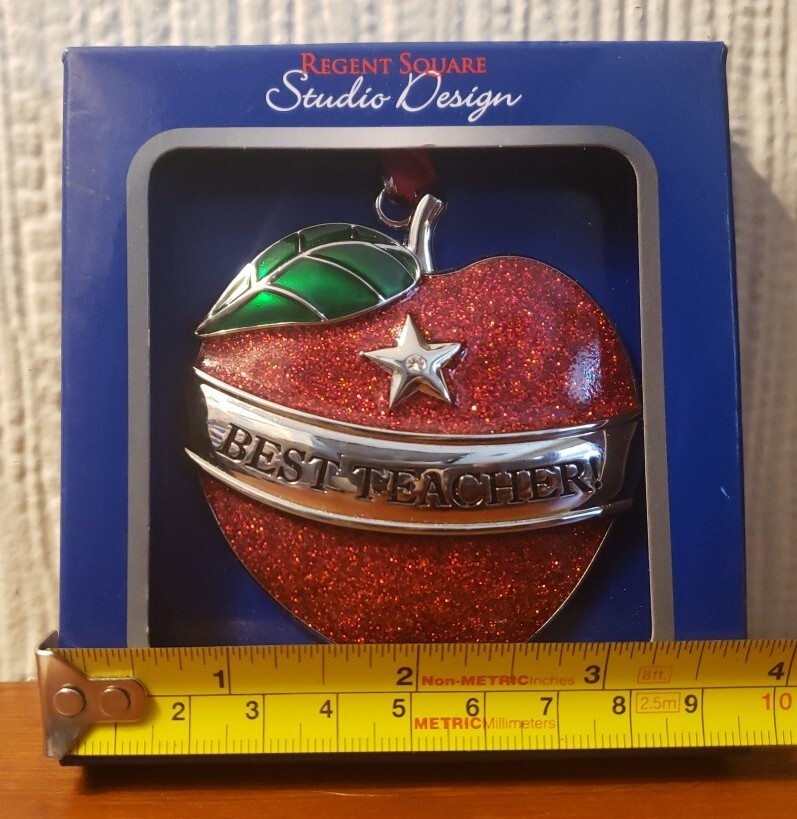 REGENT SQUARE
Studio Design
BEST TEACHER!
1 2 Non-METRIC Inches 3 8ft. 4
2 3 4 5 METRIC Millimeters 6 7 8 2.5m 9 10